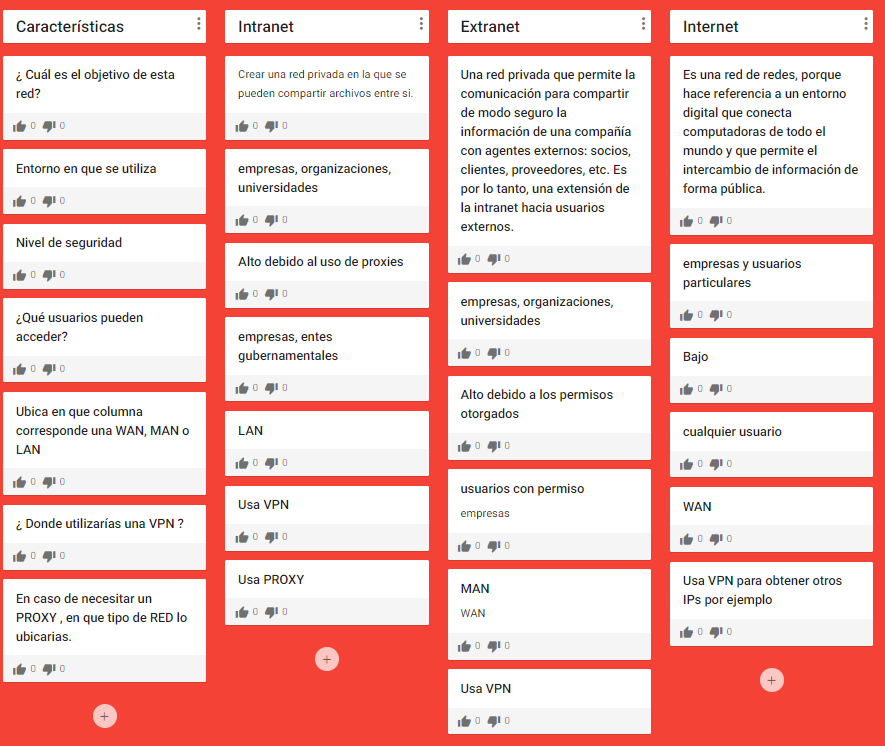 Características
¿ Cuál es el objetivo de esta
red?
0 0
Entorno en que se utiliza
0 0
Nivel de seguridad
0 0
¿Qué usuarios pueden
acceder?
0 0
Ubica en que columna
corresponde una WAN, MAN o
LAN
0 0
¿ Donde utilizarías una VPN ?
0 0
En caso de necesitar un
PROXY , en que tipo de RED lo
ubicarias.
0 0
+
Intranet
Crear una red privada en la que se
pueden compartir archivos entre si.
0 0
empresas, organizaciones,
universidades
0 0
Alto debido al uso de proxies
0 0
empresas, entes
gubernamentales
0 0
LAN
0 0
Usa VPN
0 0
Usa PROXY
0 0
+
Extranet
Una red privada que permite la
comunicación para compartir
de modo seguro la
información de una compañía
con agentes externos: socios,
clientes, proveedores, etc. Es
por lo tanto, una extensión de
la intranet hacia usuarios
externos.
0 0
empresas, organizaciones,
universidades
0 0
Alto debido a los permisos
otorgados
0 0
usuarios con permiso
empresas
0 0
MAN
WAN
0 0
Usa VPN
0 0
Internet
Es una red de redes, porque
hace referencia a un entorno
digital que conecta
computadoras de todo el
mundo y que permite el
intercambio de información de
forma pública.
0 0
empresas y usuarios
particulares
0 0
Bajo
0 0
cualquier usuario
0 0
WAN
0 0
Usa VPN para obtener otros
IPs por ejemplo
0 0
+